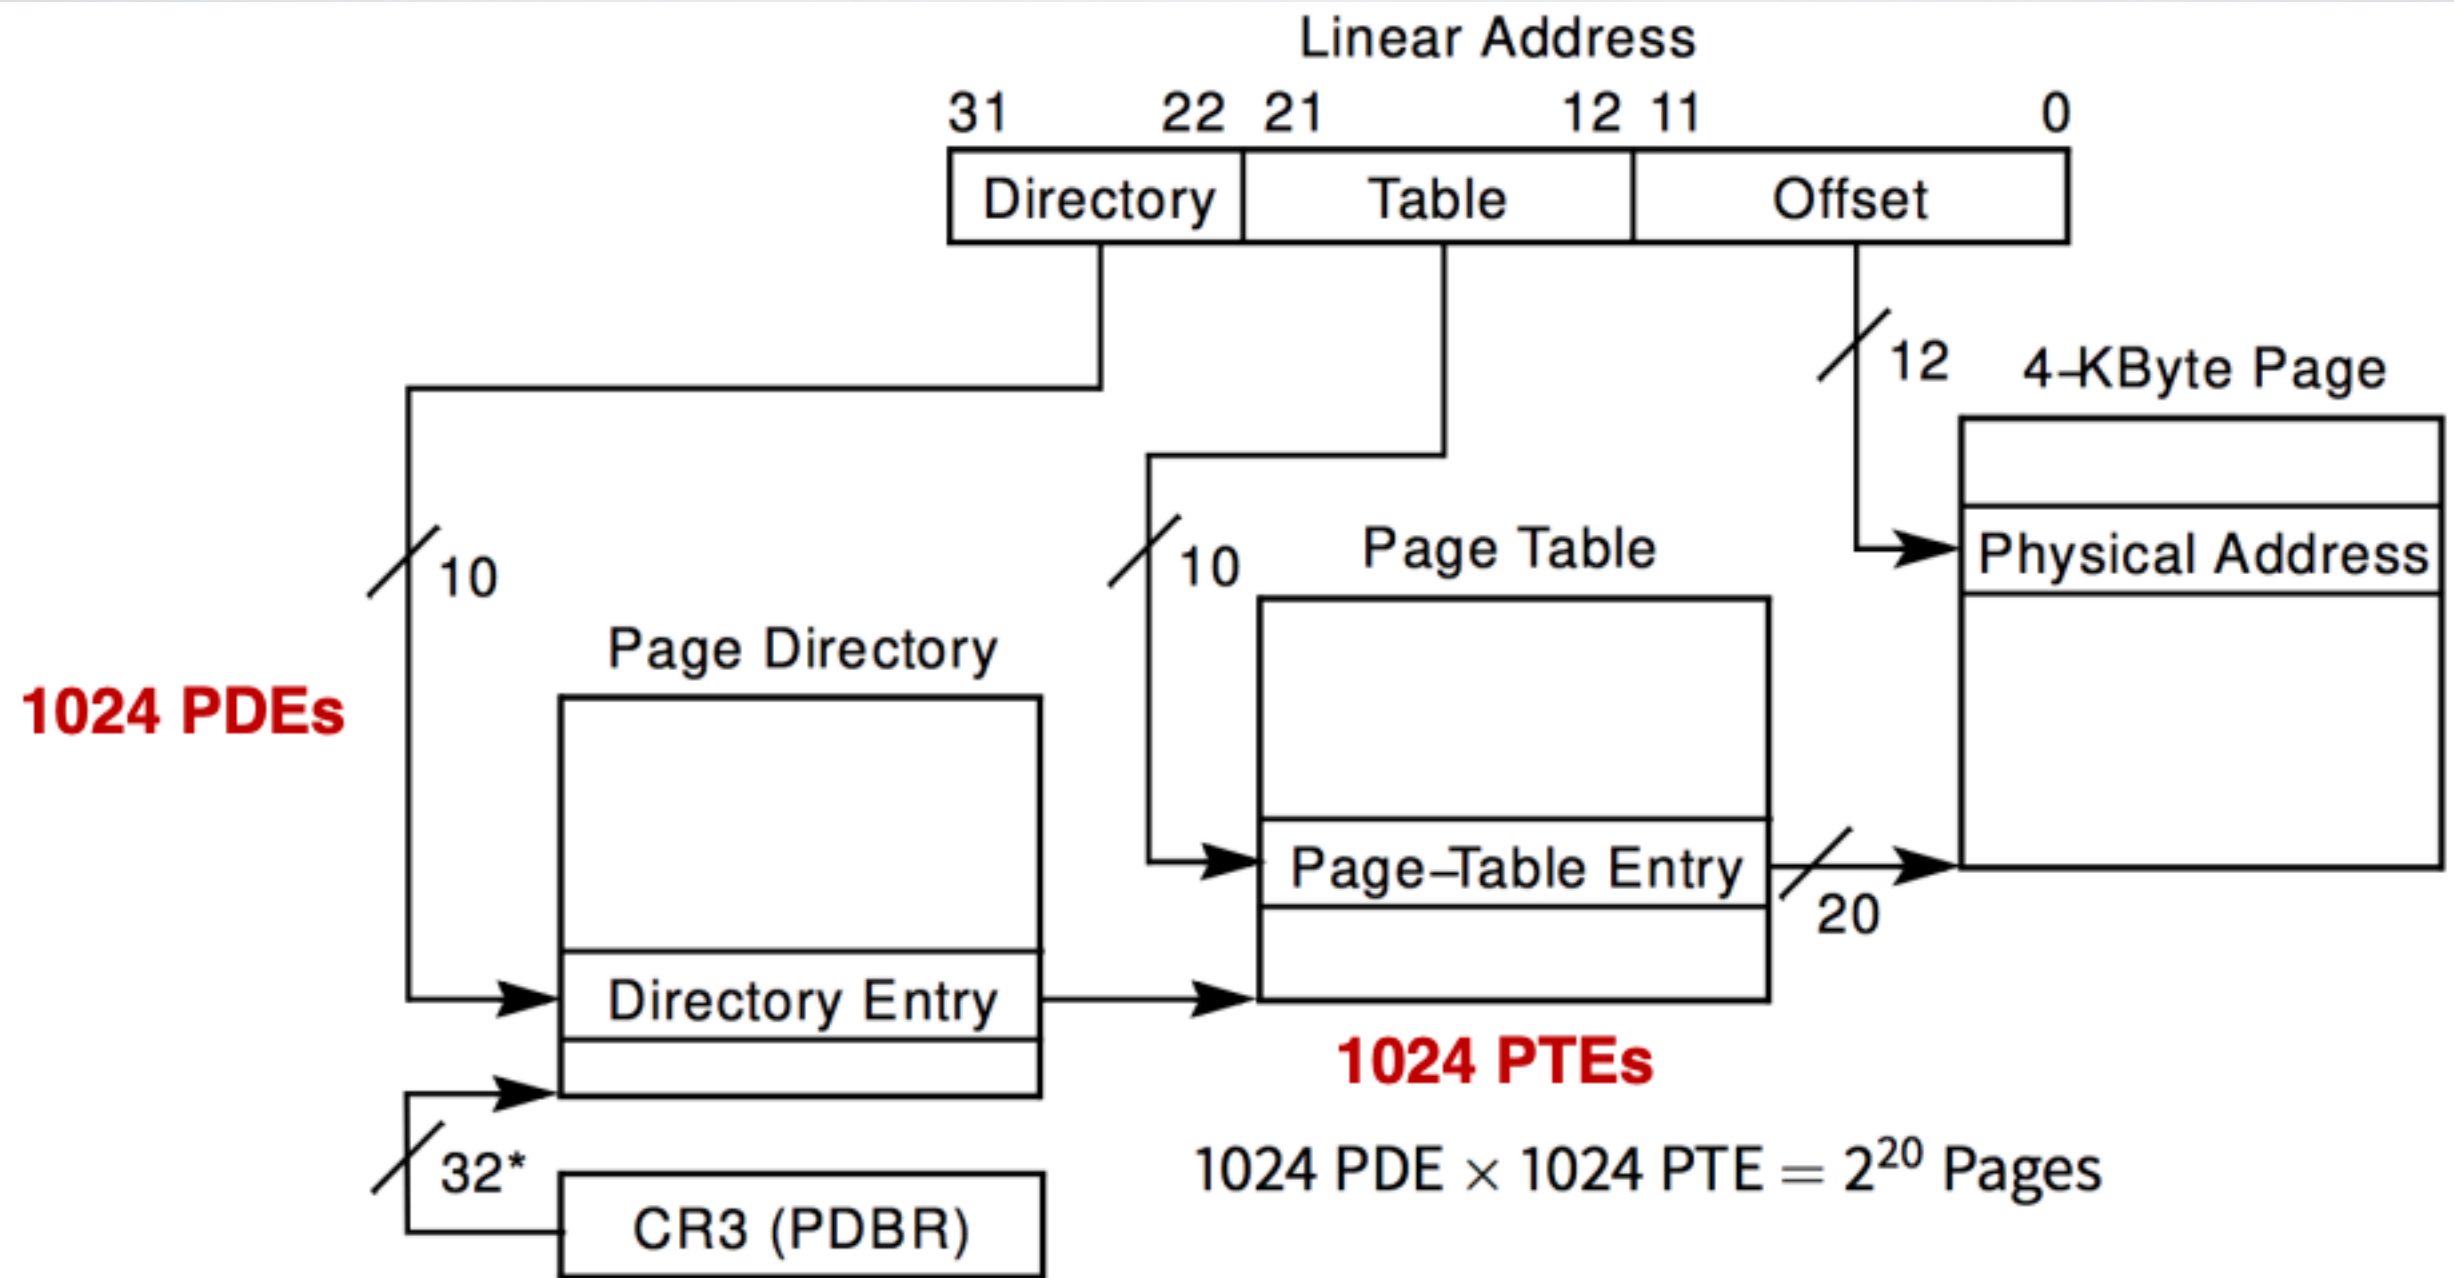 Linear Address
31 22 21 12 11 0
Directory Table Offset
12
4-KByte Page
10
10
Page Table
Physical Address
Page Directory
1024 PDEs
Page-Table Entry
20
Directory Entry
1024 PTEs
32*
1024 PDE × 1024 PTE = 2²⁰ Pages
CR3 (PDBR)